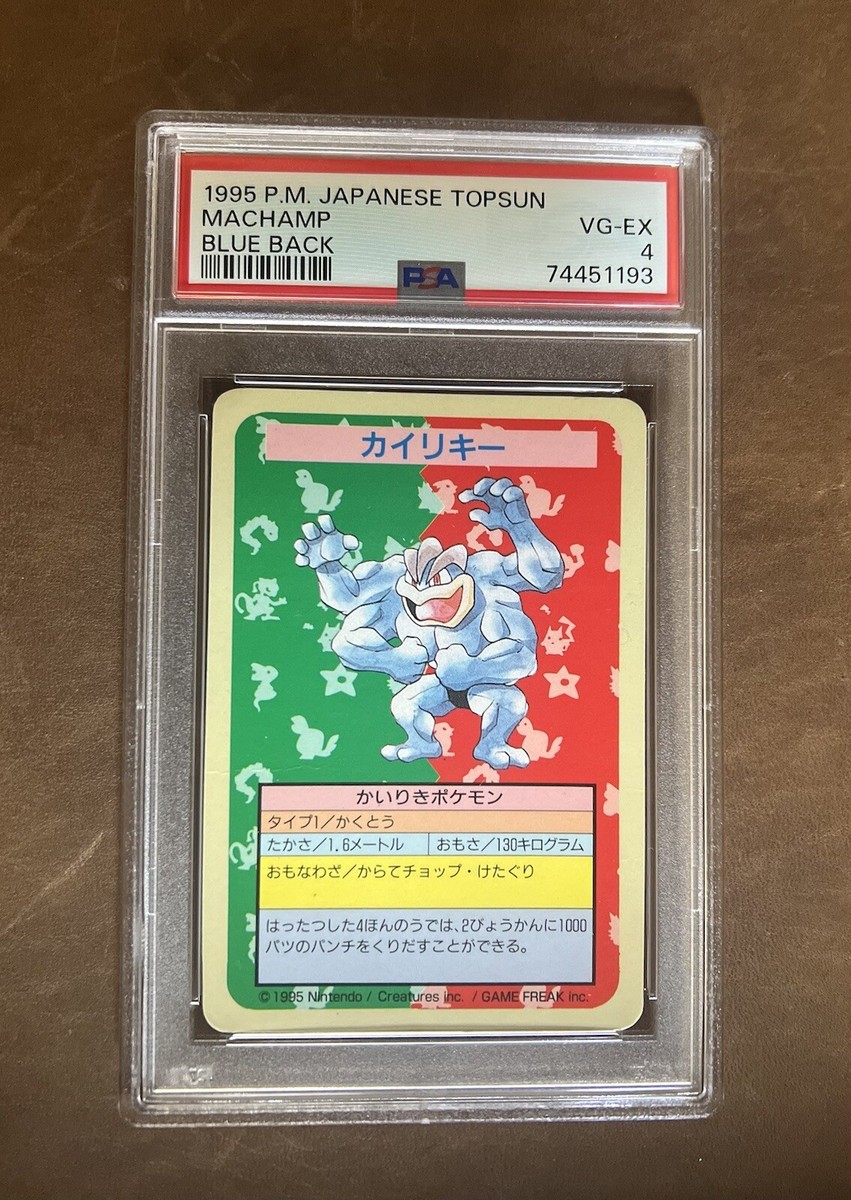 1995 P.M. JAPANESE TOPSUN
MACHAMP
VG-EX
BLUE BACK
4
PSA
74451193
カイリキー
かいりきポケモン
タイプ1/かくとう
たかさ/1.6メートル
おもさ/130キログラム
おもなわざ/からてチョップ・けたぐり
はったつした4ほんのうでは、2びょうかんに1000
パツのパンチをくりだすことができる。
©1995 Nintendo / Creatures inc. / GAME FREAK inc.